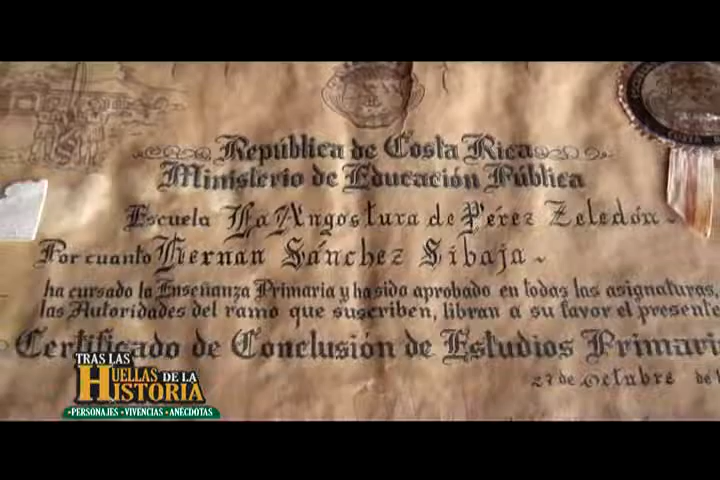 República de Costa Rica
Ministerio de Educación Pública
Escuela La Angostura de Pérez Zeledón
Por cuanto Hernan Sánchez Sibaja
ha cursado la Enseñanza Primaria y ha sido aprobado en todas las asignaturas,
las Autoridades del ramo que suscriben, libran a su favor el presente
Certificado de Conclusión de Estudios
27 de Octubre de
TRAS LAS
HUELLAS DE LA
HISTORIA
•PERSONAJES •VIVENCIAS •ANÉCDOTAS